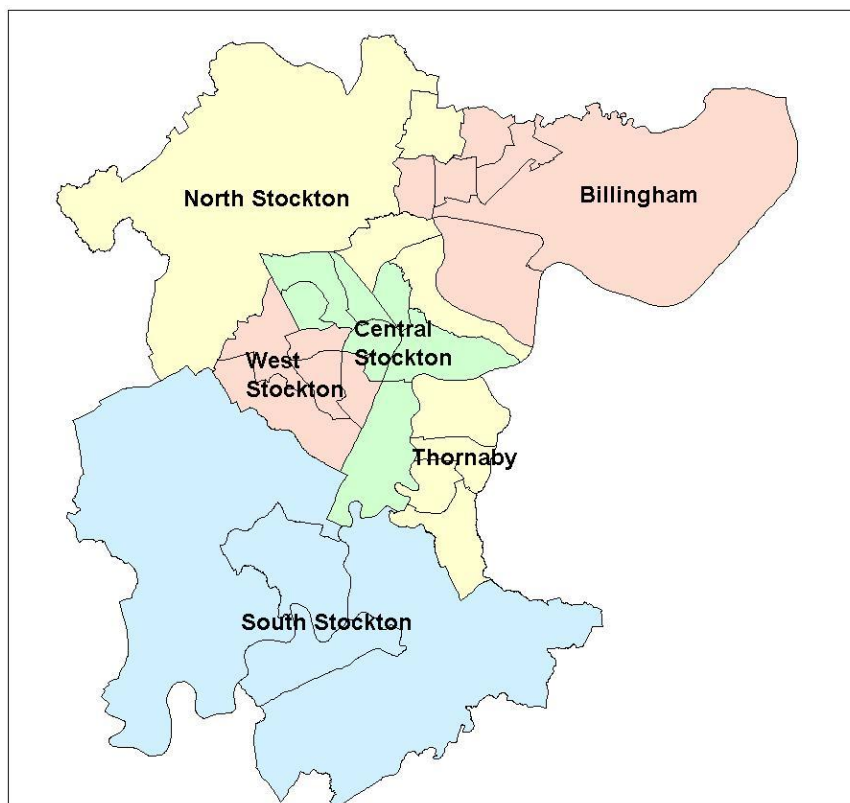 North Stockton
Billingham
Central
Stockton
West
Stockton
Thornaby
South Stockton